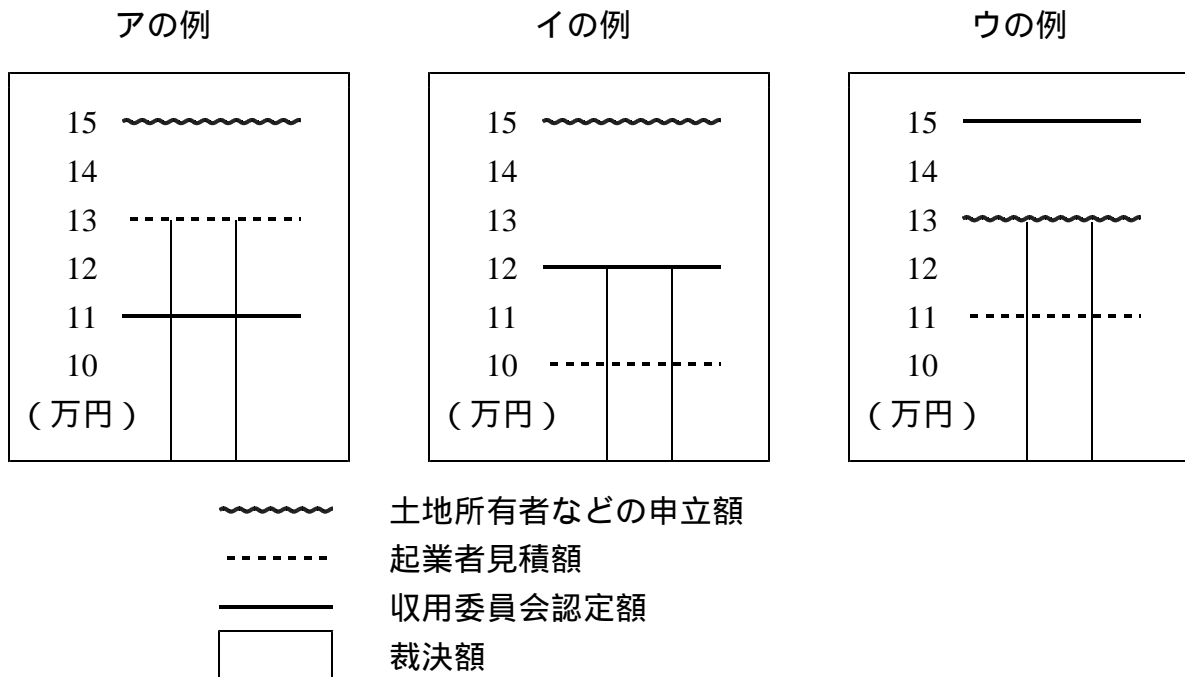 アの例
15
14
13
12
11
10
(万円)
イの例
15
14
13
12
11
10
(万円)
ウの例
15
14
13
12
11
10
(万円)
土地所有者などの申立額
起業者見積額
収用委員会認定額
裁決額